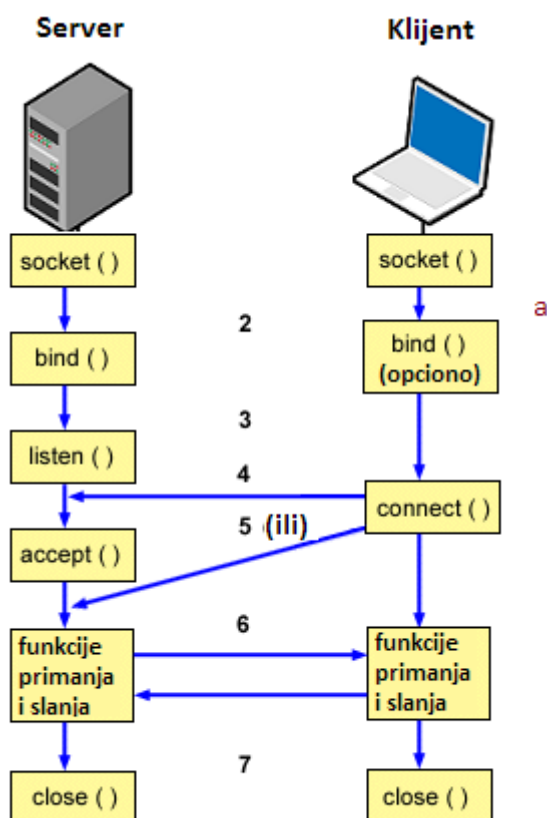 Server
Klijent
socket ( )
socket ( )
a
2
bind ( )
bind ( )
(opciono)
3
listen ( )
4
connect ( )
5 (ili)
accept ( )
6
funkcije
primanja
i slanja
funkcije
primanja
i slanja
7
close ( )
close ( )